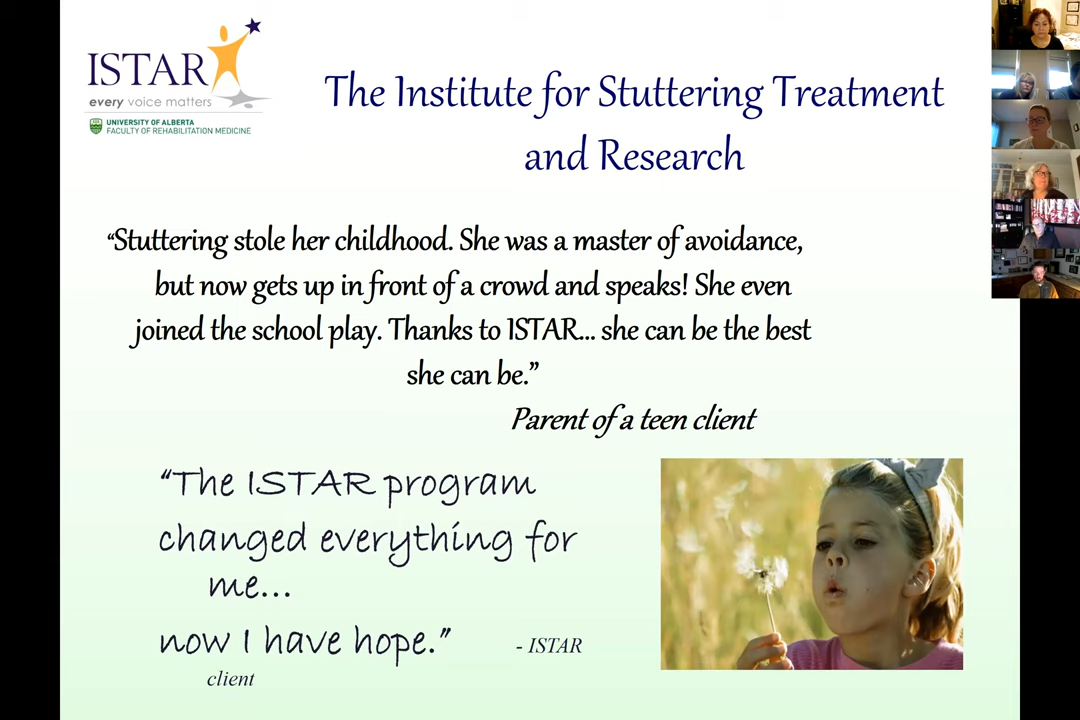 ISTAR
every voice matters
UNIVERSITY OF ALBERTA
FACULTY OF REHABILITATION MEDICINE
The Institute for Stuttering Treatment
and Research
“Stuttering stole her childhood. She was a master of avoidance,
but now gets up in front of a crowd and speaks! She even
joined the school play. Thanks to ISTAR... she can be the best
she can be.”
Parent of a teen client
“The ISTAR program
changed everything for
me...
now I have hope.” - ISTAR
client